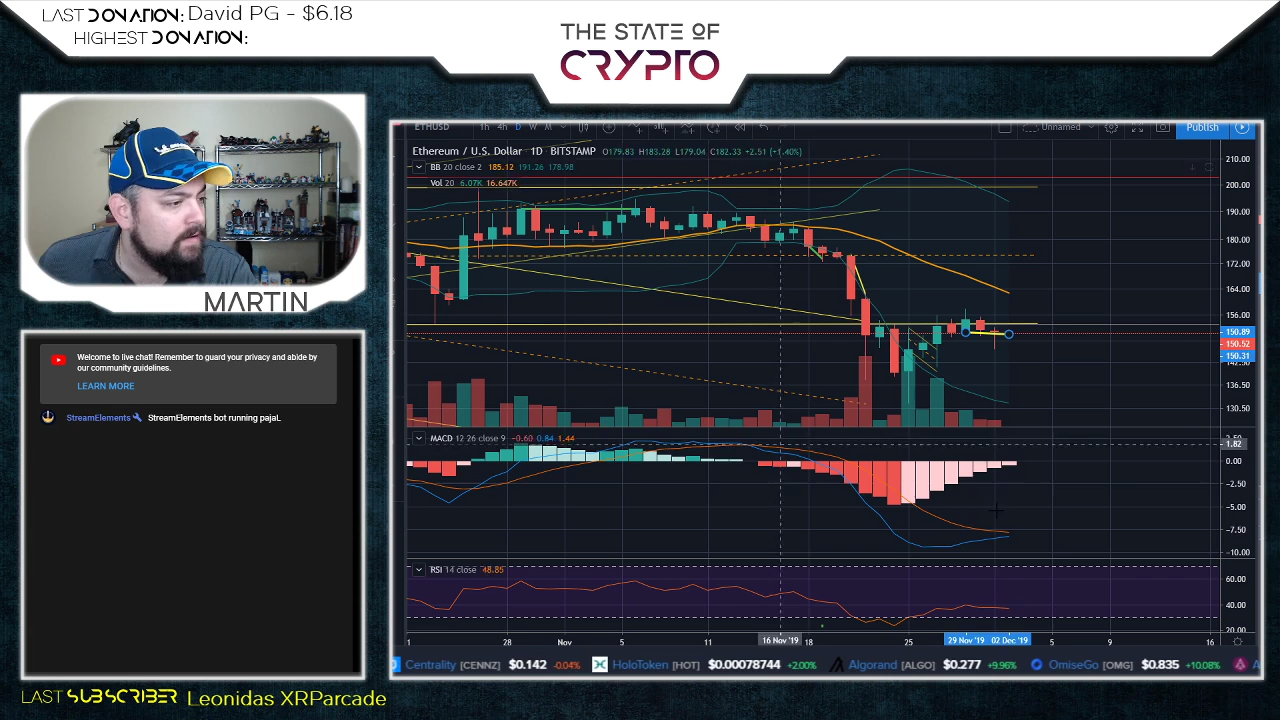 LAST DONATION: David PG - $6.18
HIGHEST DONATION:
THE STATE OF
CRYPTO
MARTIN
Welcome to live chat! Remember to guard your privacy and abide by
our community guidelines.
LEARN MORE
StreamElements StreamElements bot running pajaL
LAST SUBSCRIBER Leonidas XRParcade
ETHUSD 1h 4h D W M Unnamed Publish
Ethereum / U.S. Dollar 1D BITSTAMP O179.83 H183.28 L179.04 C182.33 +2.51 (+1.40%)
BB 20 close 2 185.12 191.26 178.98
Vol 20 6.07K 16.647K
210.00
200.00
190.00
180.00
172.00
164.00
156.00
150.89
150.52
150.31
136.50
130.50
MACD 12 26 close 9 -0.60 0.84 1.44
1.82
0.00
-2.50
-5.00
-7.50
-10.00
RSI 14 close 48.85
60.00
40.00
20.00
28 Nov 5 11 16 Nov '19 18 25 29 Nov '19 02 Dec '19 5 9 16
Centrality [CENNZ] $0.142 -0.04% HoloToken [HOT] $0.00078744 +2.00% Algorand [ALGO] $0.277 +9.96% OmiseGo [OMG] $0.835 +10.08%